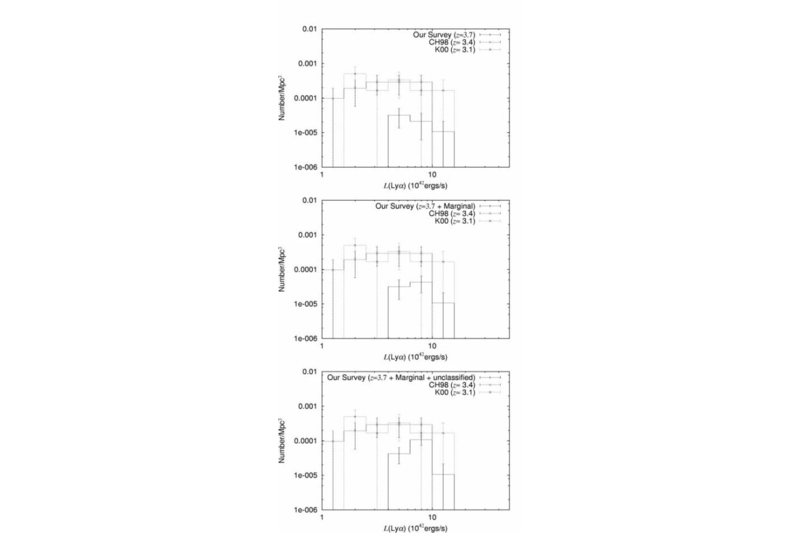 0.01
Our Survey (z=3.7)
CH98 (z= 3.4)
K00 (z= 3.1)
0.001
Number/Mpc³
0.0001
1e-005
1e-006
1
10
L(Lyα) (10⁴²ergs/s)
0.01
Our Survey (z=3.7 + Marginal)
CH98 (z= 3.4)
K00 (z= 3.1)
0.001
Number/Mpc³
0.0001
1e-005
1e-006
1
10
L(Lyα) (10⁴²ergs/s)
0.01
Our Survey (z=3.7 + Marginal + unclassified)
CH98 (z= 3.4)
K00 (z= 3.1)
0.001
Number/Mpc³
0.0001
1e-005
1e-006
1
10
L(Lyα) (10⁴²ergs/s)